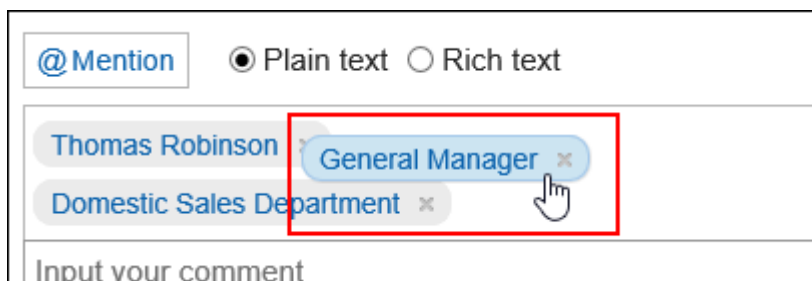 @Mention Plain text Rich text
Thomas Robinson × General Manager ×
Domestic Sales Department ×
Input your comment